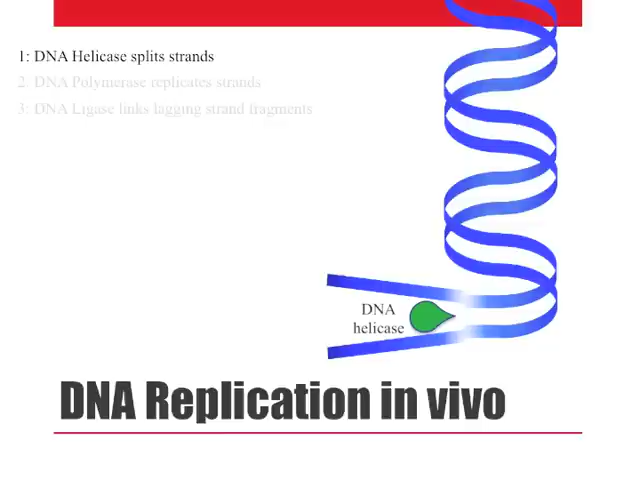 1: DNA Helicase splits strands
2. DNA Polymerase replicates strands
3: DNA Ligase links lagging strand fragments
DNA
helicase
DNA Replication in vivo